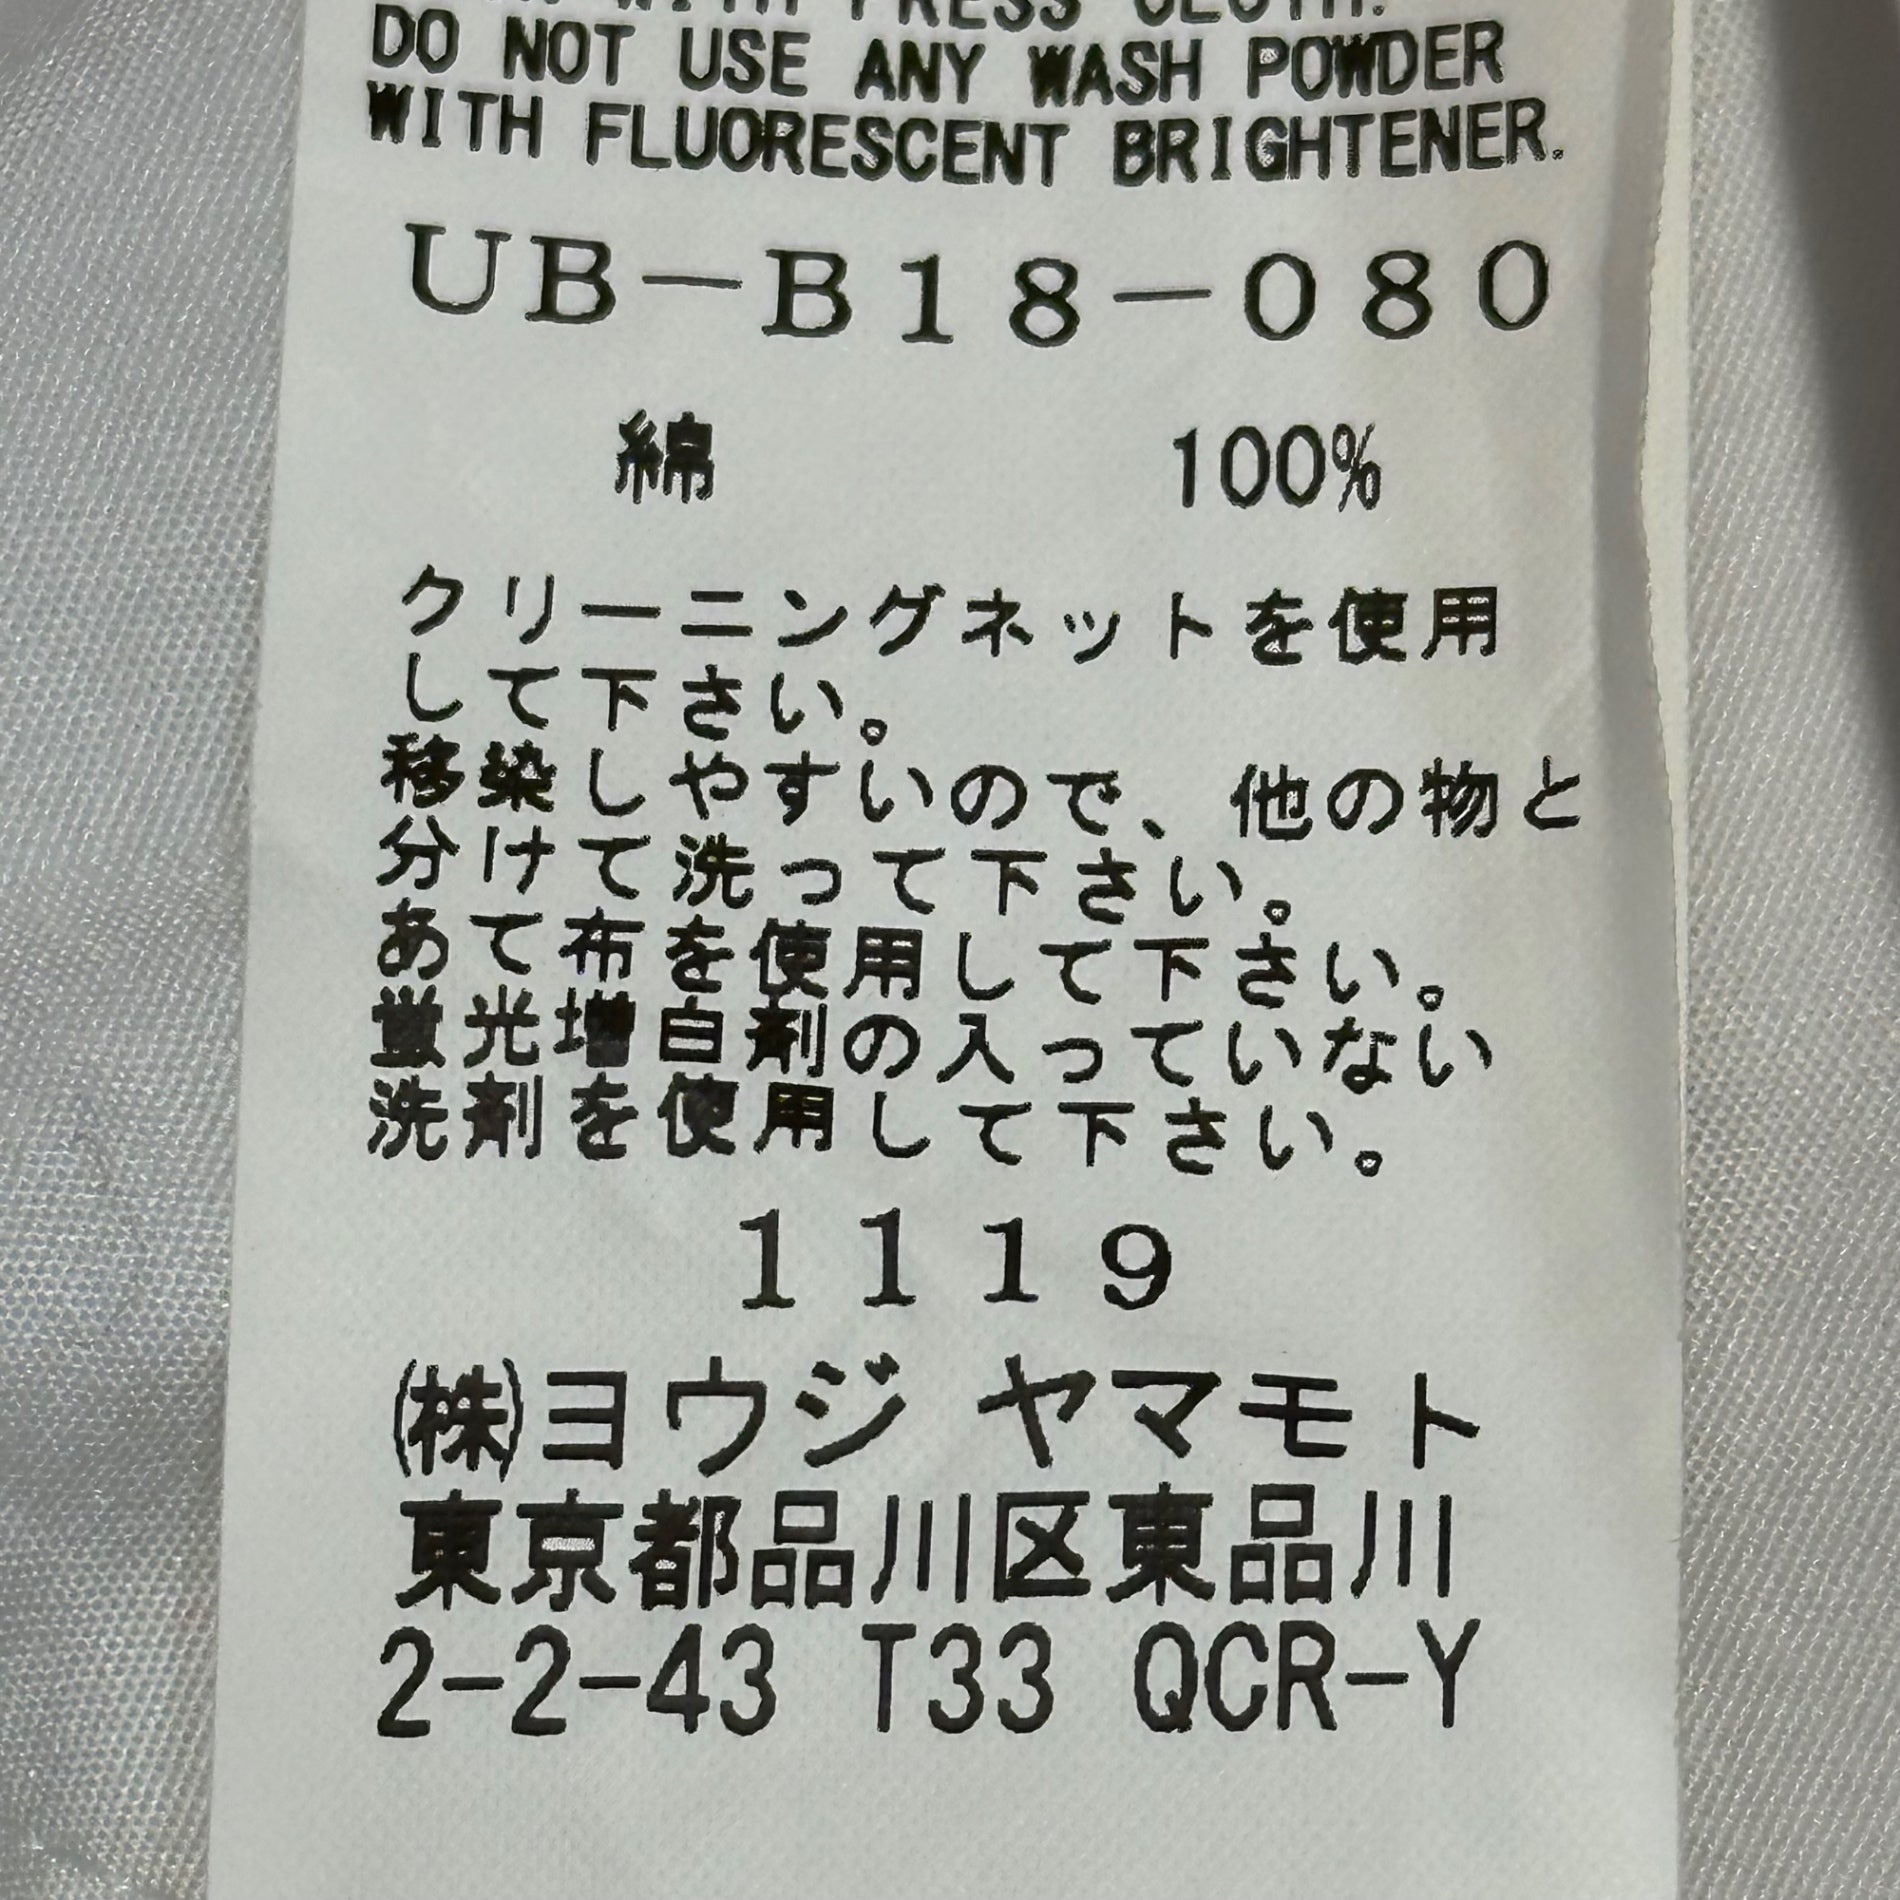 WITH PRESS CLOTH.
DO NOT USE ANY WASH POWDER
WITH FLUORESCENT BRIGHTENER.
UB-B18-080
綿 100%
クリーニングネットを使用
して下さい。
移染しやすいので、他の物と
分けて洗って下さい。
あて布を使用して下さい。
蛍光増白剤の入っていない
洗剤を使用して下さい。
1119
㈱ヨウジ ヤマモト
東京都品川区東品川
2-2-43 T33 QCR-Y